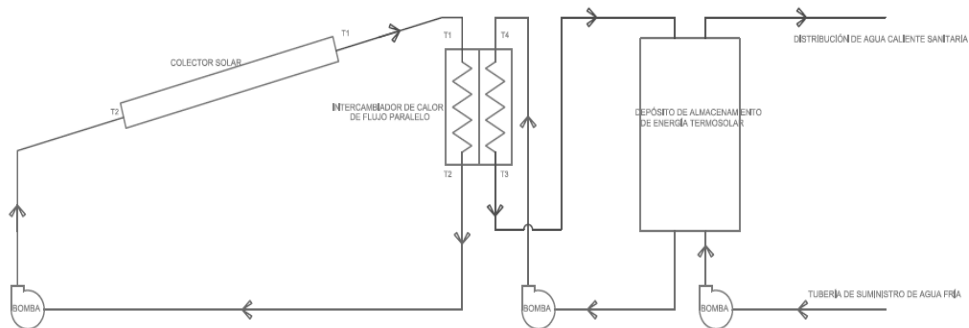 T1
T1
T4
DISTRIBUCIÓN DE AGUA CALIENTE SANITARIA
COLECTOR SOLAR
T2
INTERCAMBIADOR DE CALOR
DE FLUJO PARALELO
DEPÓSITO DE ALMACENAMIENTO
DE ENERGÍA TERMOSOLAR
T2
T3
BOMBA
BOMBA
BOMBA
TUBERÍA DE SUMINISTRO DE AGUA FRÍA